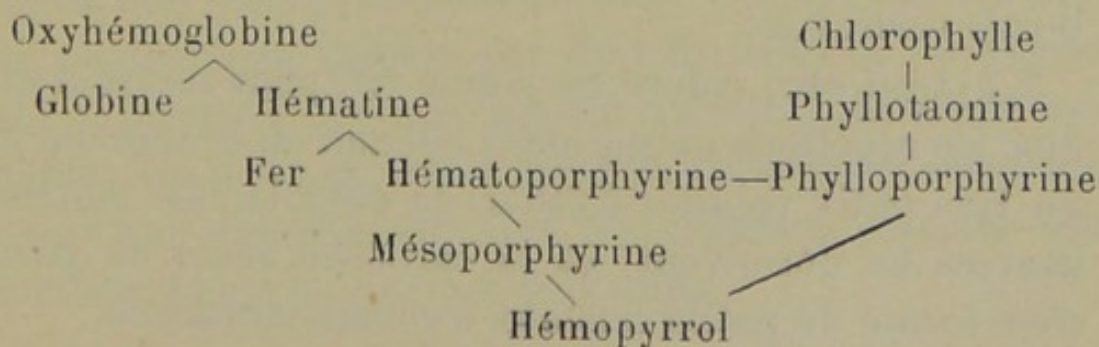 Oxyhémoglobine Chlorophylle
Globine Hématine Phyllotaonine
Fer Hématoporphyrine—Phylloporphyrine
Mésoporphyrine
Hémopyrrol